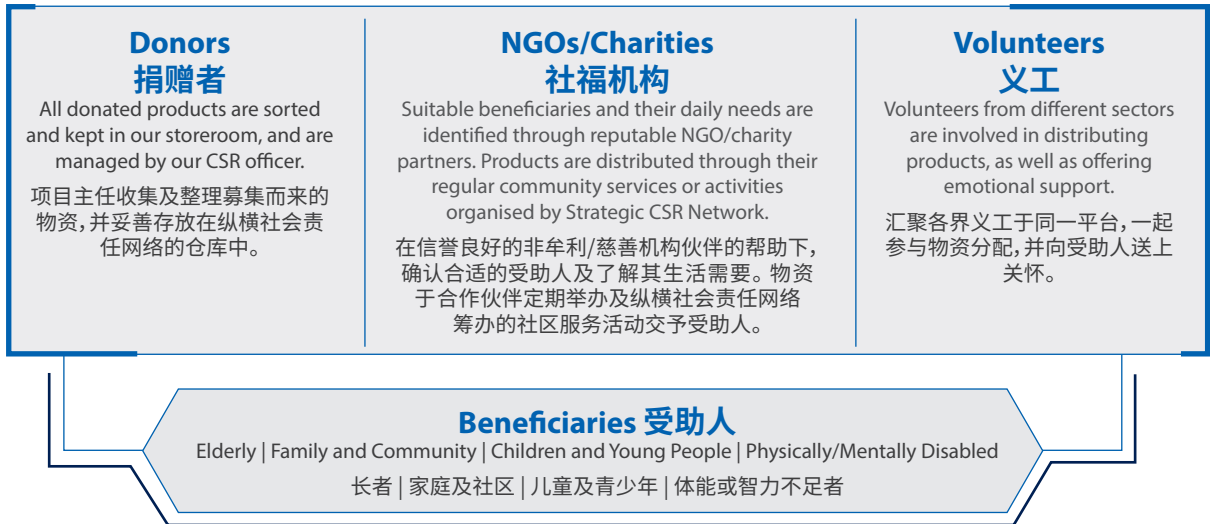 Donors
捐赠者
All donated products are sorted
and kept in our storeroom, and are
managed by our CSR officer.
项目主任收集及整理募集而来的
物资，并妥善存放在纵横社会责
任网络的仓库中。
NGOs/Charities
社福机构
Suitable beneficiaries and their daily needs are
identified through reputable NGO/charity
partners. Products are distributed through their
regular community services or activities
organised by Strategic CSR Network.
在信誉良好的非牟利/慈善机构伙伴的帮助下，
确认合适的受助人及了解其生活需要。物资
于合作伙伴定期举办及纵横社会责任网络
筹办的社区服务活动交予受助人。
Volunteers
义工
Volunteers from different sectors
are involved in distributing
products, as well as offering
emotional support.
汇聚各界义工于同一平台，一起
参与物资分配，并向受助人送上
关怀。
Beneficiaries 受助人
Elderly | Family and Community | Children and Young People | Physically/Mentally Disabled
长者 | 家庭及社区 | 儿童及青少年 | 体能或智力不足者